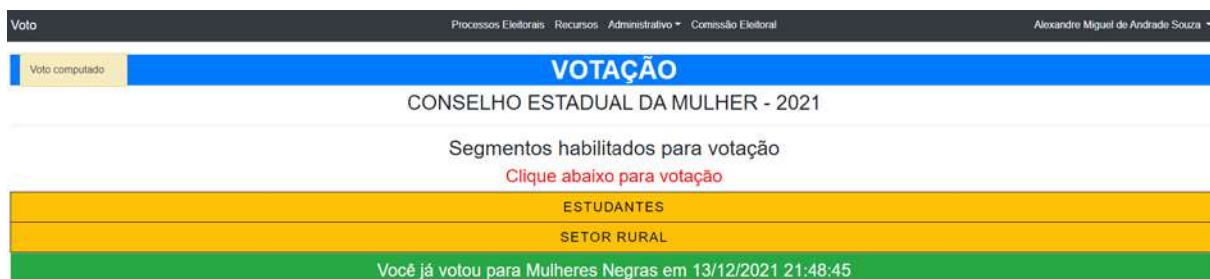 Voto Processos Eleitorais Recursos Administrativo Comissão Eleitoral Alexandre Miguel de Andrade Souza
Voto computado
VOTAÇÃO
CONSELHO ESTADUAL DA MULHER - 2021
Segmentos habilitados para votação
Clique abaixo para votação
ESTUDANTES
SETOR RURAL
Você já votou para Mulheres Negras em 13/12/2021 21:48:45